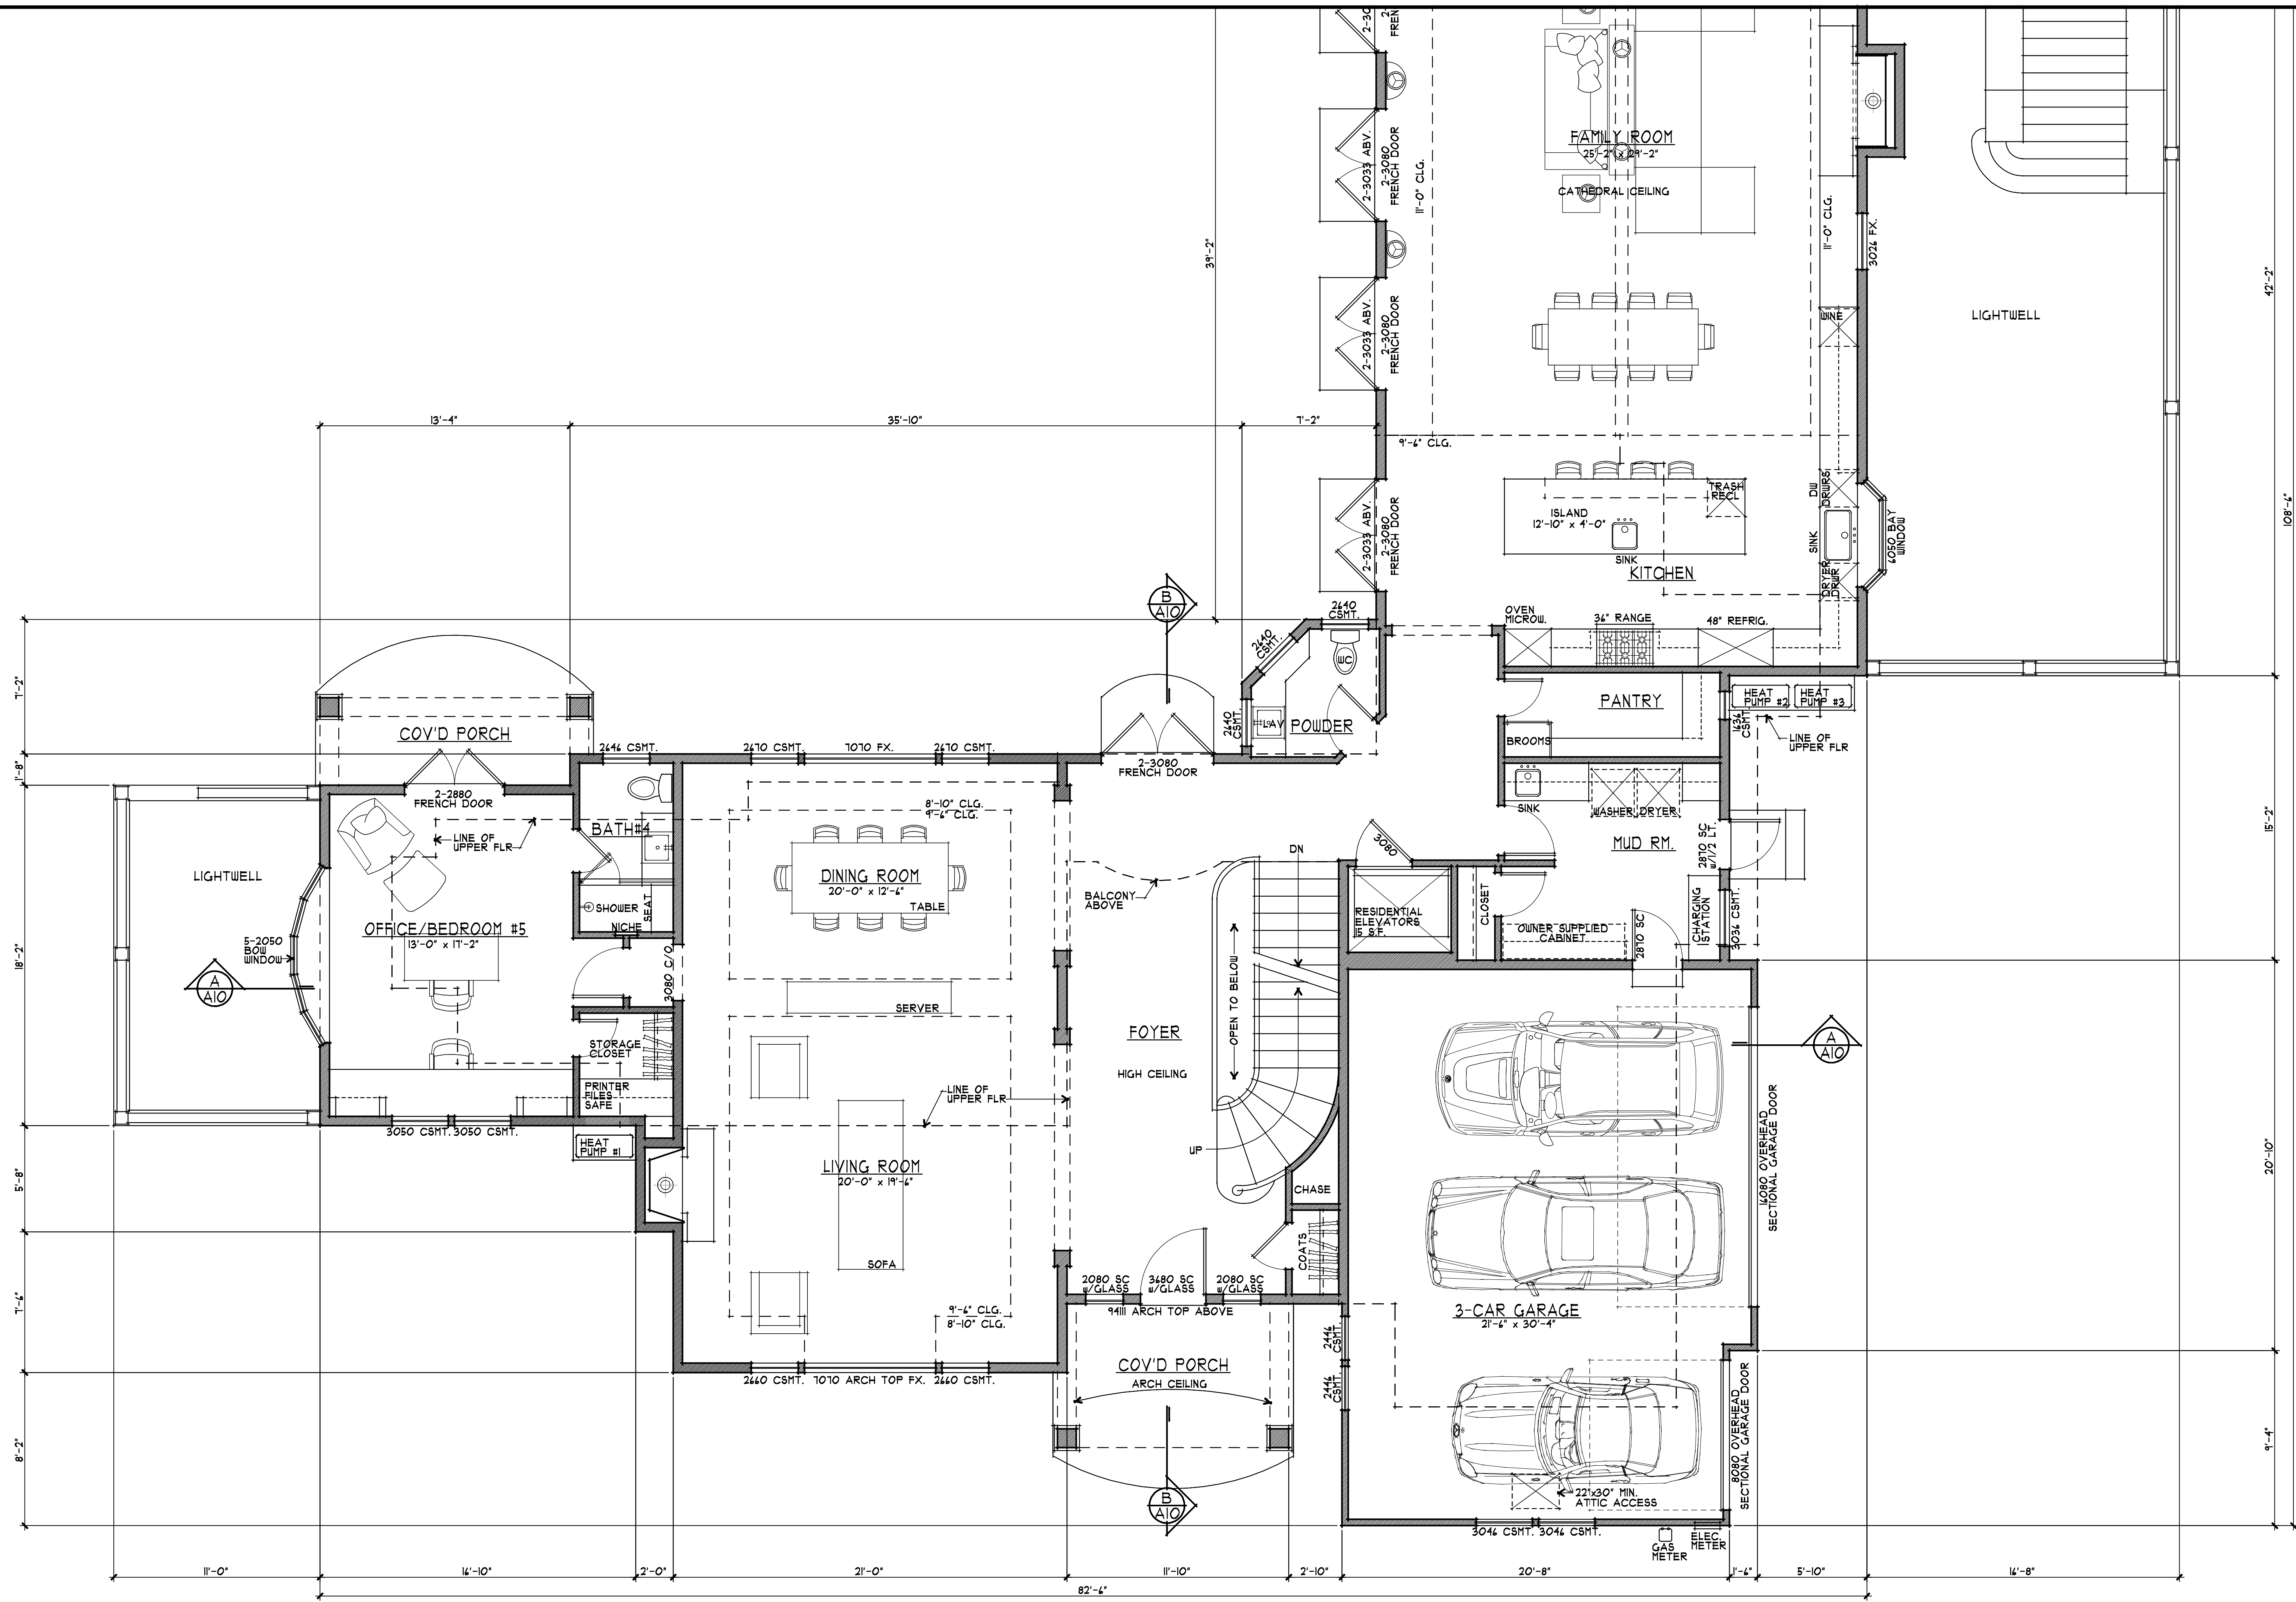 2-30
FREN
39'-2"
2-3033 ABV.
2-3080
FRENCH DOOR
11'-0" CLG.
FAMILY ROOM
25'-2" x 29'-2"
CATHEDRAL CEILING
11'-0" CLG.
3026 FX.
42'-2"
2-3033 ABV.
2-3080
FRENCH DOOR
WINE
LIGHTWELL
13'-4"
35'-10"
7'-2"
9'-6" CLG.
108'-6"
2-3033 ABV.
2-3080
FRENCH DOOR
TRASH
RECL
ISLAND
12'-10" x 4'-0"
SINK
KITCHEN
DW
DRWRS
SINK
DRYER
DRWR
6050 BAY
WINDOW
B
A10
2640
CSMT.
2640
CSMT.
WC
OVEN
MICROW.
36" RANGE
48" REFRIG.
7'-2"
COV'D PORCH
2640
CSMT.
LAV
POWDER
PANTRY
BROOMS
1636
CSMT.
HEAT
PUMP #2
HEAT
PUMP #3
LINE OF
UPPER FLR
1'-8"
2646 CSMT.
2670 CSMT.
7070 FX.
2670 CSMT.
2-3080
FRENCH DOOR
2-2880
FRENCH DOOR
8'-10" CLG.
9'-6" CLG.
SINK
WASHER
DRYER
BATH#4
LINE OF
UPPER FLR
3080
MUD RM.
2870 SC
w/1/2 LT.
15'-2"
DN
LIGHTWELL
DINING ROOM
20'-0" x 12'-6"
TABLE
BALCONY
ABOVE
SHOWER
SEAT
NICHE
RESIDENTIAL
ELEVATORS
15 S.F.
CLOSET
OWNER SUPPLIED
CABINET
2870 SC
CHARGING
STATION
3036 CSMT.
OFFICE/BEDROOM #5
13'-0" x 17'-2"
5-2050
BOW
WINDOW
18'-2"
A
A10
3080 C/O
SERVER
OPEN TO BELOW
FOYER
HIGH CEILING
STORAGE
CLOSET
PRINTER
FILES
SAFE
LINE OF
UPPER FLR
A
A10
16080 OVERHEAD
SECTIONAL GARAGE DOOR
3050 CSMT.
3050 CSMT.
HEAT
PUMP #1
UP
LIVING ROOM
20'-0" x 19'-6"
CHASE
5'-8"
20'-10"
SOFA
COATS
2080 SC
w/GLASS
3680 SC
w/GLASS
2080 SC
w/GLASS
94111 ARCH TOP ABOVE
9'-6" CLG.
8'-10" CLG.
7'-6"
3-CAR GARAGE
21'-6" x 30'-4"
2446
CSMT.
2446
CSMT.
COV'D PORCH
ARCH CEILING
2660 CSMT.
7070 ARCH TOP FX.
2660 CSMT.
8080 OVERHEAD
SECTIONAL GARAGE DOOR
8'-2"
9'-4"
B
A10
22"x30" MIN.
ATTIC ACCESS
3046 CSMT.
3046 CSMT.
GAS
METER
ELEC.
METER
11'-0"
16'-10"
2'-0"
21'-0"
11'-10"
2'-10"
20'-8"
1'-6"
5'-10"
16'-8"
82'-6"